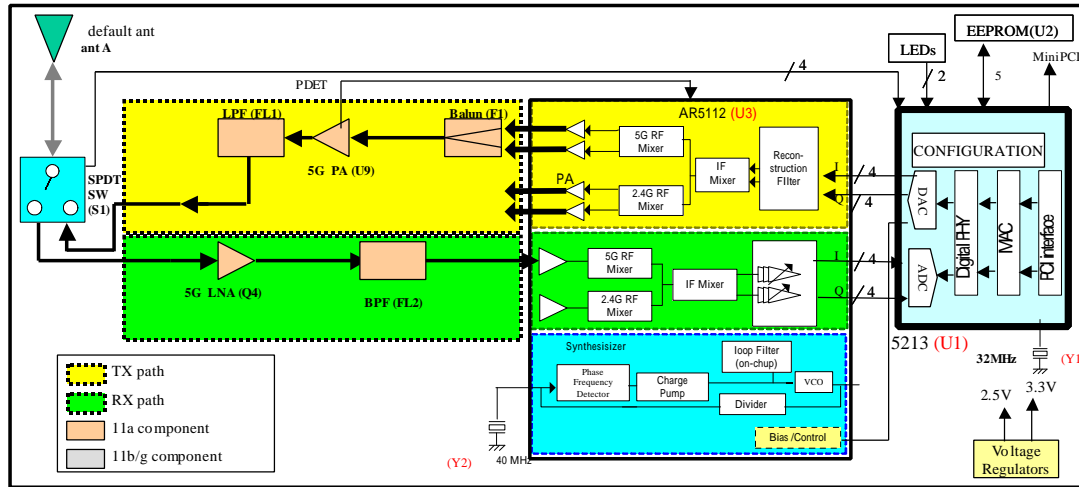 default ant
ant A
PDET
4
LEDs
2
EEPROM(U2)
5
MiniPCI
LPF (FL1)
5G PA (U9)
Balun (F1)
AR5112 (U3)
5G RF
Mixer
2.4G RF
Mixer
PA
IF
Mixer
Recon-
struction
FIlter
I
4
Q
4
CONFIGURATION
DAC
ADC
Digital PHY
MAC
PCI interface
SPDT
SW
(S1)
5G LNA (Q4)
BPF (FL2)
5G RF
Mixer
2.4G RF
Mixer
IF Mixer
I
4
Q
4
5213 (U1)
32MHz
(Y1
2.5V
3.3V
Voltage
Regulators
Synthesisizer
Phase
Frequency
Detector
Charge
Pump
loop Filter
(on-chup)
VCO
Divider
Bias /Control
(Y2)
40 MHz
TX path
RX path
11a component
11b/g component